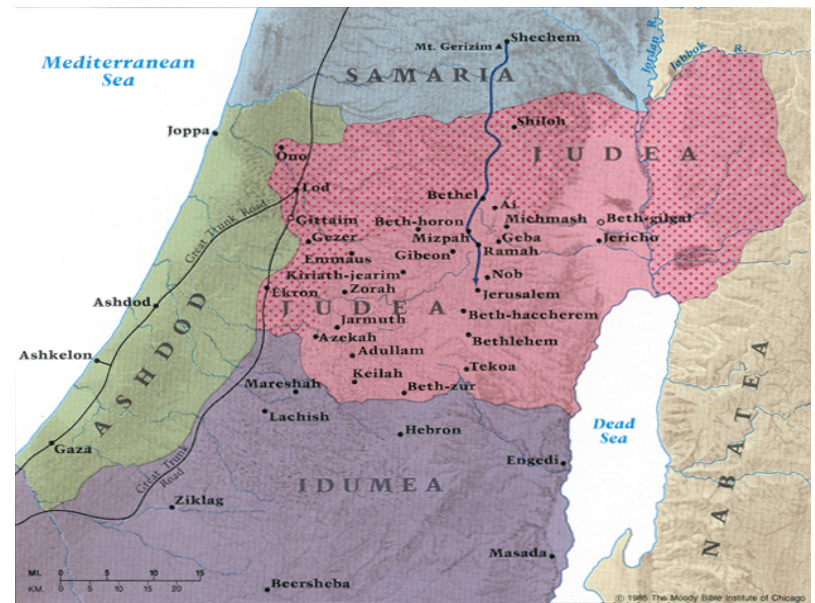 Shechem
Mt. Gerizim
Jordan R.
Jabbok R.
Mediterranean
Sea
SAMARIA
Joppa
Shiloh
Ono
JUDEA
Lod
Bethel
Ai
Great Trunk Road
Gittaim
Beth-horon
Michmash
Beth-gilgal
Gezer
Mizpah
Geba
Jericho
Emmaus
Gibeon
Ramah
Kiriath-jearim
Nob
Ekron
Zorah
Jerusalem
Ashdod
JUDEA
Beth-haccherem
Jarmuth
Azekah
Bethlehem
Ashkelon
Adullam
ASHDOD
Keilah
Tekoa
Mareshah
Beth-zur
NABATEA
Lachish
Dead
Sea
Hebron
Gaza
Great Trunk
Road
Engedi
IDUMEA
Ziklag
Masada
MI. 0 5 10 15
KM. 0 10 20
Beersheba
© 1985 The Moody Bible Institute of Chicago